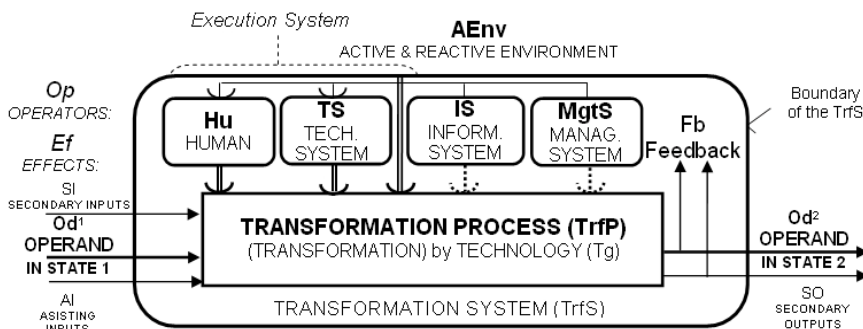 Execution System
AEnv
ACTIVE & REACTIVE ENVIRONMENT
Op
OPERATORS:
Ef
EFFECTS:
Hu
HUMAN
TS
TECH.
SYSTEM
IS
INFORM.
SYSTEM
MgtS
MANAG.
SYSTEM
Boundary
of the TrfS
Fb
Feedback
SI
SECONDARY INPUTS
Od¹
OPERAND
IN STATE 1
AI
ASISTING
INPUTS
TRANSFORMATION PROCESS (TrfP)
(TRANSFORMATION) by TECHNOLOGY (Tg)
TRANSFORMATION SYSTEM (TrfS)
Od²
OPERAND
IN STATE 2
SO
SECONDARY
OUTPUTS